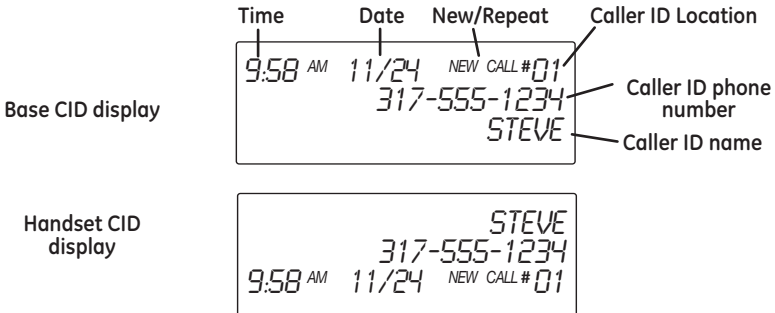 Time Date New/Repeat Caller ID Location
9:58 AM 11/24 NEW CALL #01
317-555-1234
STEVE
Base CID display
Caller ID phone
number
Caller ID name
Handset CID
display
STEVE
317-555-1234
9:58 AM 11/24 NEW CALL #01